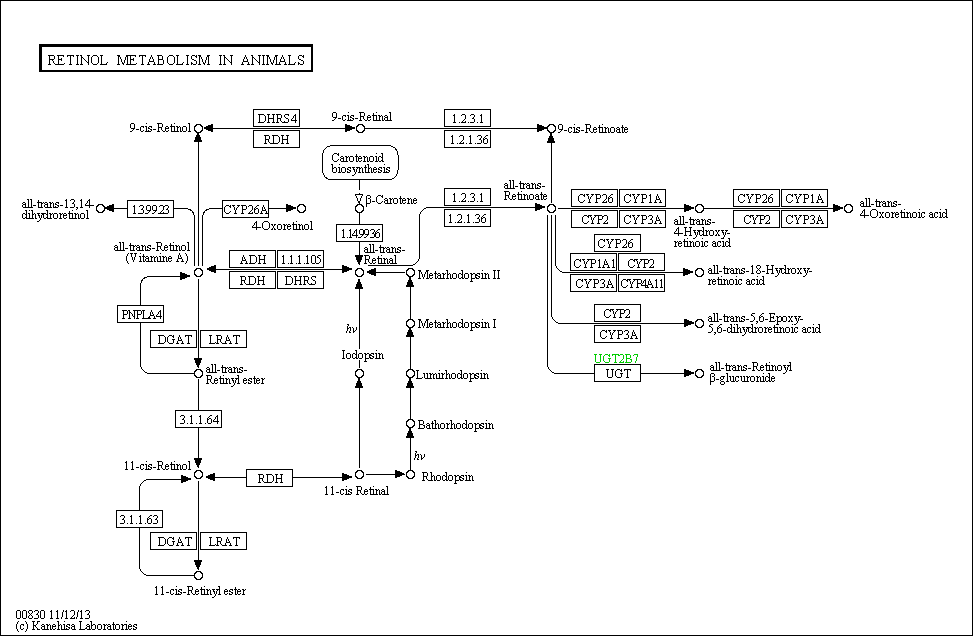 RETINOL METABOLISM IN ANIMALS
9-cis-Retinol
DHRS4
RDH
9-cis-Retinal
1.2.3.1
1.2.1.36
9-cis-Retinoate
Carotenoid
biosynthesis
β-Carotene
all-trans-13,14-
dihydroretinol
1.3.99.23
CYP26A
4-Oxoretinol
1.14.99.36
1.2.3.1
1.2.1.36
all-trans-
Retinoate
CYP26
CYP1A
CYP2
CYP3A
all-trans-
4-Hydroxy-
retinoic acid
CYP26
CYP1A
CYP2
CYP3A
all-trans-
4-Oxoretinoic acid
all-trans-Retinol
(Vitamine A)
ADH
1.1.1.105
RDH
DHRS
all-trans-
Retinal
Metarhodopsin II
CYP26
CYP1A1
CYP2
CYP3A
CYP4A11
all-trans-18-Hydroxy-
retinoic acid
PNPLA4
DGAT
LRAT
hν
Metarhodopsin I
CYP2
CYP3A
all-trans-5,6-Epoxy-
5,6-dihydroretinoic acid
all-trans-
Retinyl ester
Iodopsin
Lumirhodopsin
UGT2B7
UGT
all-trans-Retinoyl
β-glucuronide
3.1.1.64
Bathorhodopsin
hν
11-cis-Retinol
RDH
11-cis Retinal
Rhodopsin
3.1.1.63
DGAT
LRAT
11-cis-Retinyl ester
00830 11/12/13
(c) Kanehisa Laboratories